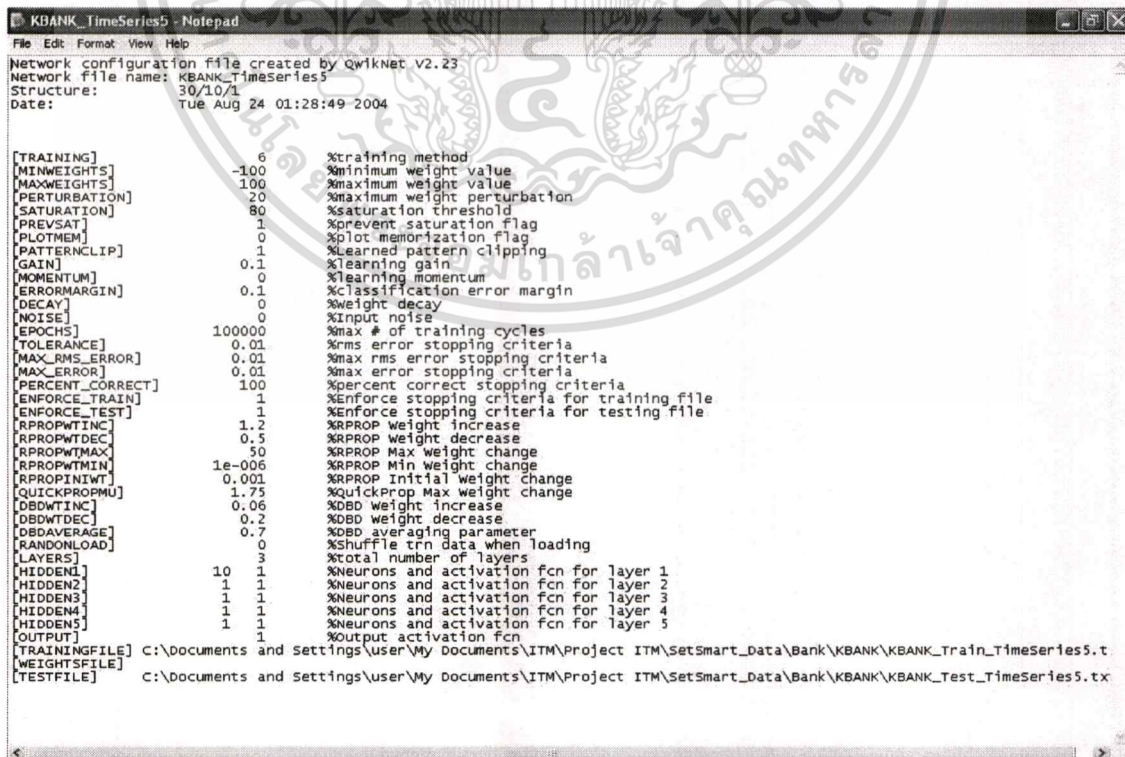 KBANK_TimeSeries5 - Notepad
File Edit Format View Help
Network configuration file created by QwikNet V2.23
Network file name: KBANK_TimeSeries5
Structure: 30/10/1
Date: Tue Aug 24 01:28:49 2004
[TRAINING] 6 %training method
[MINWEIGHTS] -100 %minimum weight value
[MAXWEIGHTS] 100 %maximum weight value
[PERTURBATION] 20 %maximum weight perturbation
[SATURATION] 80 %saturation threshold
[PREVSAT] 1 %prevent saturation flag
[PLOTMEM] 0 %plot memorization flag
[PATTERNCLIP] 1 %Learned pattern clipping
[GAIN] 0.1 %learning gain
[MOMENTUM] 0 %learning momentum
[ERRORMARGIN] 0.1 %classification error margin
[DECAY] 0 %weight decay
[NOISE] 0 %Input noise
[EPOCHS] 100000 %max # of training cycles
[TOLERANCE] 0.01 %rms error stopping criteria
[MAX_RMS_ERROR] 0.01 %max rms error stopping criteria
[MAX_ERROR] 0.01 %max error stopping criteria
[PERCENT_CORRECT] 100 %percent correct stopping criteria
[ENFORCE_TRAIN] 1 %Enforce stopping criteria for training file
[ENFORCE_TEST] 1 %Enforce stopping criteria for testing file
[RPROPWTINC] 1.2 %RPROP Weight increase
[RPROPWTDEC] 0.5 %RPROP Weight decrease
[RPROPWTMAX] 50 %RPROP Max Weight change
[RPROPWTMIN] 1e-006 %RPROP Min Weight change
[RPROPINIWT] 0.001 %RPROP Initial Weight change
[QUICKPROPMU] 1.75 %QuickProp Max Weight change
[DBDWTINC] 0.06 %DBD Weight increase
[DBDWTDEC] 0.2 %DBD Weight decrease
[DBDAVERAGE] 0.7 %DBD averaging parameter
[RANDONLOAD] 0 %Shuffle trn data when loading
[LAYERS] 3 %total number of layers
[HIDDEN1] 10 1 %Neurons and activation fcn for layer 1
[HIDDEN2] 1 1 %Neurons and activation fcn for layer 2
[HIDDEN3] 1 1 %Neurons and activation fcn for layer 3
[HIDDEN4] 1 1 %Neurons and activation fcn for layer 4
[HIDDEN5] 1 1 %Neurons and activation fcn for layer 5
[OUTPUT] 1 %Output activation fcn
[TRAININGFILE] C:\Documents and Settings\user\My Documents\ITM\Project ITM\SetSmart_Data\Bank\KBANK\KBANK_Train_TimeSeries5.t
[WEIGHTSFILE]
[TESTFILE] C:\Documents and Settings\user\My Documents\ITM\Project ITM\SetSmart_Data\Bank\KBANK\KBANK_Test_TimeSeries5.tx